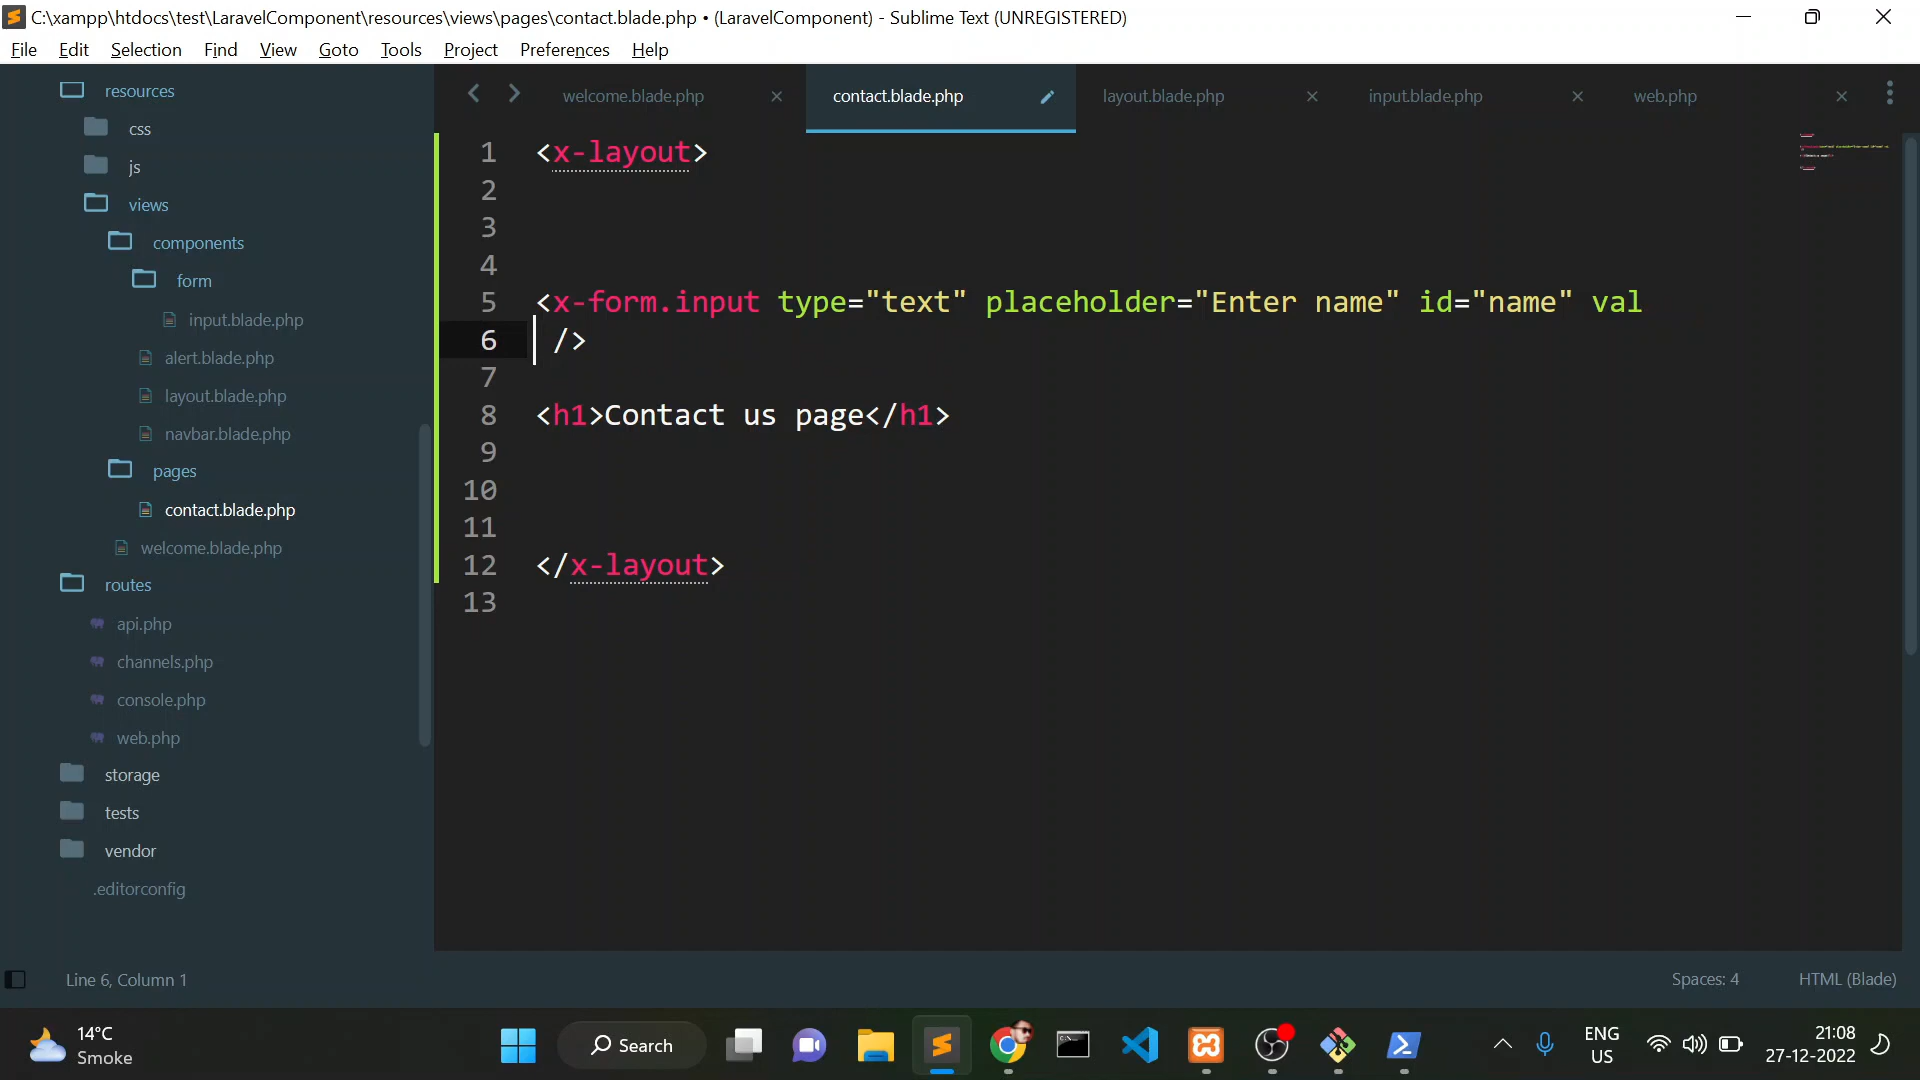 C:\xampp\htdocs\test\LaravelComponent\resources\views\pages\contact.blade.php • (LaravelComponent) - Sublime Text (UNREGISTERED)
File Edit Selection Find View Goto Tools Project Preferences Help
resources
css
js
views
components
form
input.blade.php
alert.blade.php
layout.blade.php
navbar.blade.php
pages
contact.blade.php
welcome.blade.php
routes
api.php
channels.php
console.php
web.php
storage
tests
vendor
.editorconfig
welcome.blade.php contact.blade.php layout.blade.php input.blade.php web.php
1 <x-layout>
2
3
4
5 <x-form.input type="text" placeholder="Enter name" id="name" val
6 />
7
8 <h1>Contact us page</h1>
9
10
11
12 </x-layout>
13
Line 6, Column 1 Spaces: 4 HTML (Blade)
14°C
Smoke
Search
ENG
US
21:08
27-12-2022